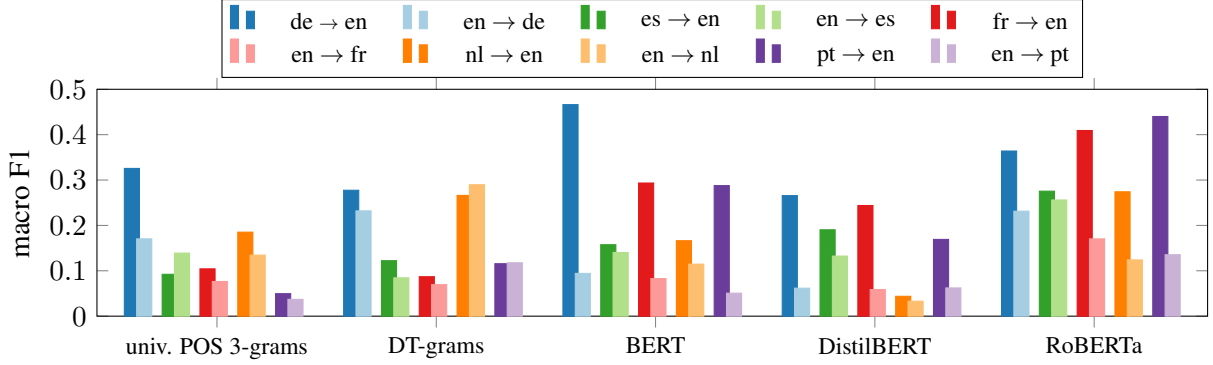 de → en en → de es → en en → es fr → en
en → fr nl → en en → nl pt → en en → pt
0.5
0.4
0.3
0.2
0.1
0
macro F1
univ. POS 3-grams DT-grams BERT DistilBERT RoBERTa